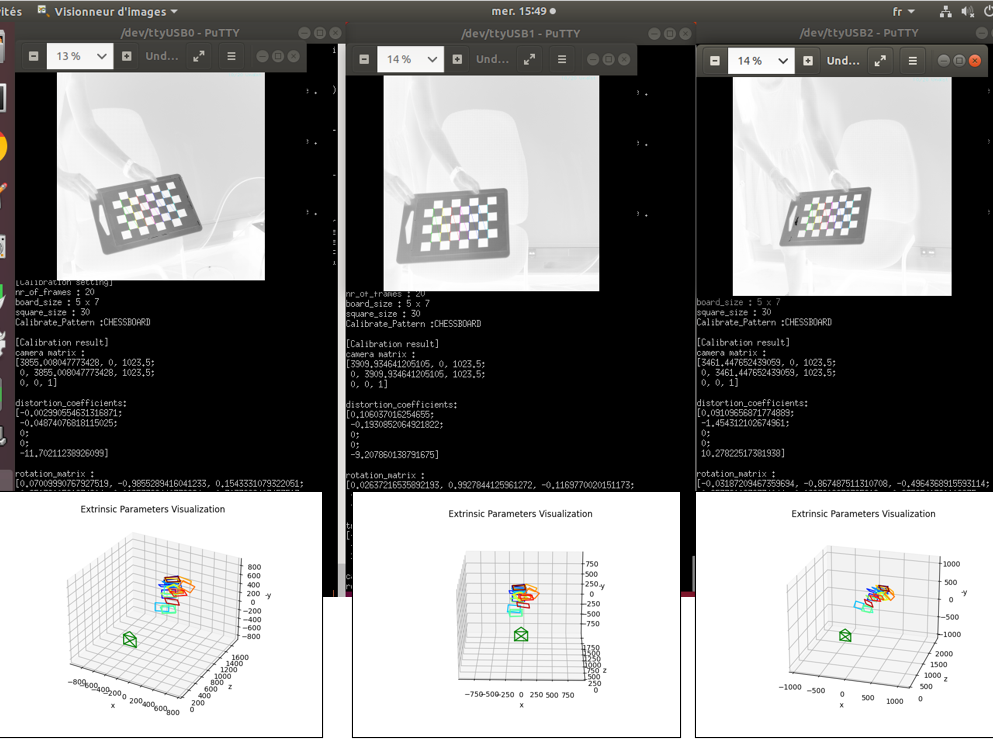 ités Visionneur d'images mer. 15:49 fr
/dev/ttyUSB0 - PuTTY
13 % Und…
[Calibration setting]
nr_of_frames : 20
board_size : 5 x 7
square_size : 30
Calibrate_Pattern :CHESSBOARD
[Calibration result]
camera matrix :
[3855.008047773428, 0, 1023.5;
0, 3855.008047773428, 1023.5;
0, 0, 1]
distortion_coefficients:
[-0.002990554631316871;
-0.04874076818115025;
0;
0;
-11.70211238926099]
rotation_matrix :
[0.07009990767927519, -0.9855289416041233, 0.1543331079322051;
Extrinsic Parameters Visualization
800
600
400
200
0
-200
-400
-600
-800
-y
1600
1400
1200
1000
800
600
400
200
0
z
-800 -600 -400 -200 0 200 400 600 800
x
/dev/ttyUSB1 - PuTTY
14 % Und…
nr_of_frames : 20
board_size : 5 x 7
square_size : 30
Calibrate_Pattern :CHESSBOARD
[Calibration result]
camera matrix :
[3909.934641205105, 0, 1023.5;
0, 3909.934641205105, 1023.5;
0, 0, 1]
distortion_coefficients:
[0.106037016254655;
-0.1930852064921822;
0;
0;
-9.207860138791675]
rotation_matrix :
[0.02637216535892193, 0.9927844125961272, -0.1169770020151173;
Extrinsic Parameters Visualization
750
500
250
0
-250
-500
-750
-y
1750
1500
1250
1000
750
500
250
0
z
-750 -500 -250 0 250 500 750
x
/dev/ttyUSB2 - PuTTY
14 % Und…
board_size : 5 x 7
square_size : 30
Calibrate_Pattern :CHESSBOARD
[Calibration result]
camera matrix :
[3461.447652439059, 0, 1023.5;
0, 3461.447652439059, 1023.5;
0, 0, 1]
distortion_coefficients:
[0.09109656871774889;
-1.454312102674961;
0;
0;
10.27822517381938]
rotation_matrix :
[-0.03187209467359694, -0.867487511310708, -0.4964368915593114;
Extrinsic Parameters Visualization
1000
500
0
-500
-1000
-y
2000
1500
1000
500
0
z
-1000 -500 0 500 1000
x